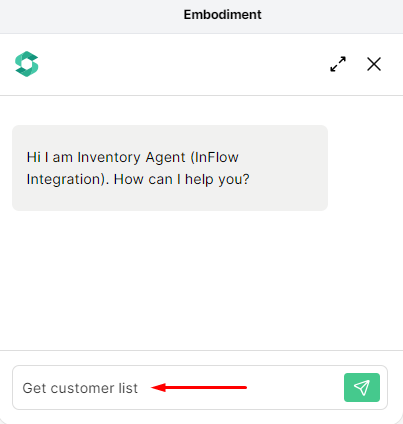 Embodiment
Hi I am Inventory Agent (InFlow
Integration). How can I help you?
Get customer list